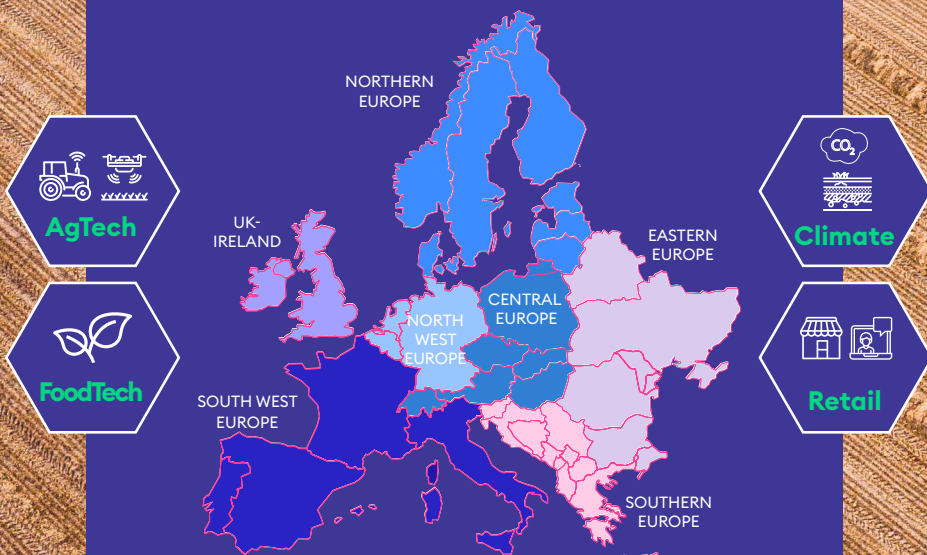 NORTHERN
EUROPE
AgTech
UK-
IRELAND
CO₂
Climate
EASTERN
EUROPE
CENTRAL
EUROPE
NORTH
WEST
EUROPE
FoodTech
SOUTH WEST
EUROPE
Retail
SOUTHERN
EUROPE